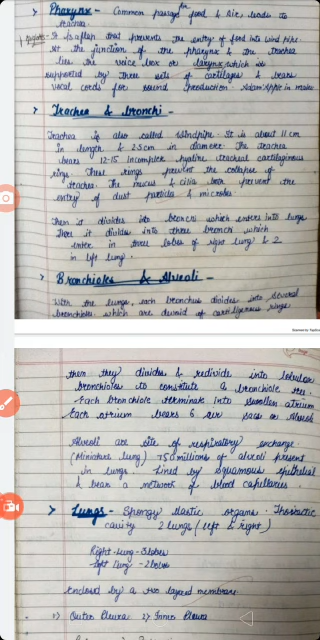 > Pharynx - Common passage for food & Air leads to
trachea.
It is a flap that prevents the entry of food into wind pipe
At the junction of the pharynx & the trachea
lies the voice box or larynx which is
supported by three sets of cartilages & bears
vocal cords for sound production. Adam's Apple in males
> Trachea & bronchi -
Trachea is also called Windpipe. It is about 11 cm
in length & 2.5 cm in diameter. The trachea
bears 12-15 incomplete hyaline tracheal cartilaginous
rings. These rings prevent the collapse of
trachea. The mucus & cilia both prevent the
entry of dust particles & microbes.
Then it divides into bronchi which enters into lungs
Then it divides into three bronchi which
enter in three lobes of right lung & 2
in left lung.
> Bronchioles & Alveoli -
With the lungs, each bronchus divides into several
bronchioles which are devoid of cartilagenous rings
then they divides & redivide into lobular
bronchioles to constitute a bronchiole tree.
Each bronchiole terminals into swollen atrium
Each atrium bears 6 air sacs or Alveoli
Alveoli are site of respiratory exchange.
(Miniature lung) 750 millions of alveoli present
in lungs lined by squamous epithelial
& bear a network of blood capillaries
> Lungs - Spongy elastic organs. Thoracic
cavity 2 lungs (left & right)
Right-lung - 3 lobes
Left lung - 2 lobes
enclosed by a two layered membrane.
1) Outer Pleura 2) Inner Pleura